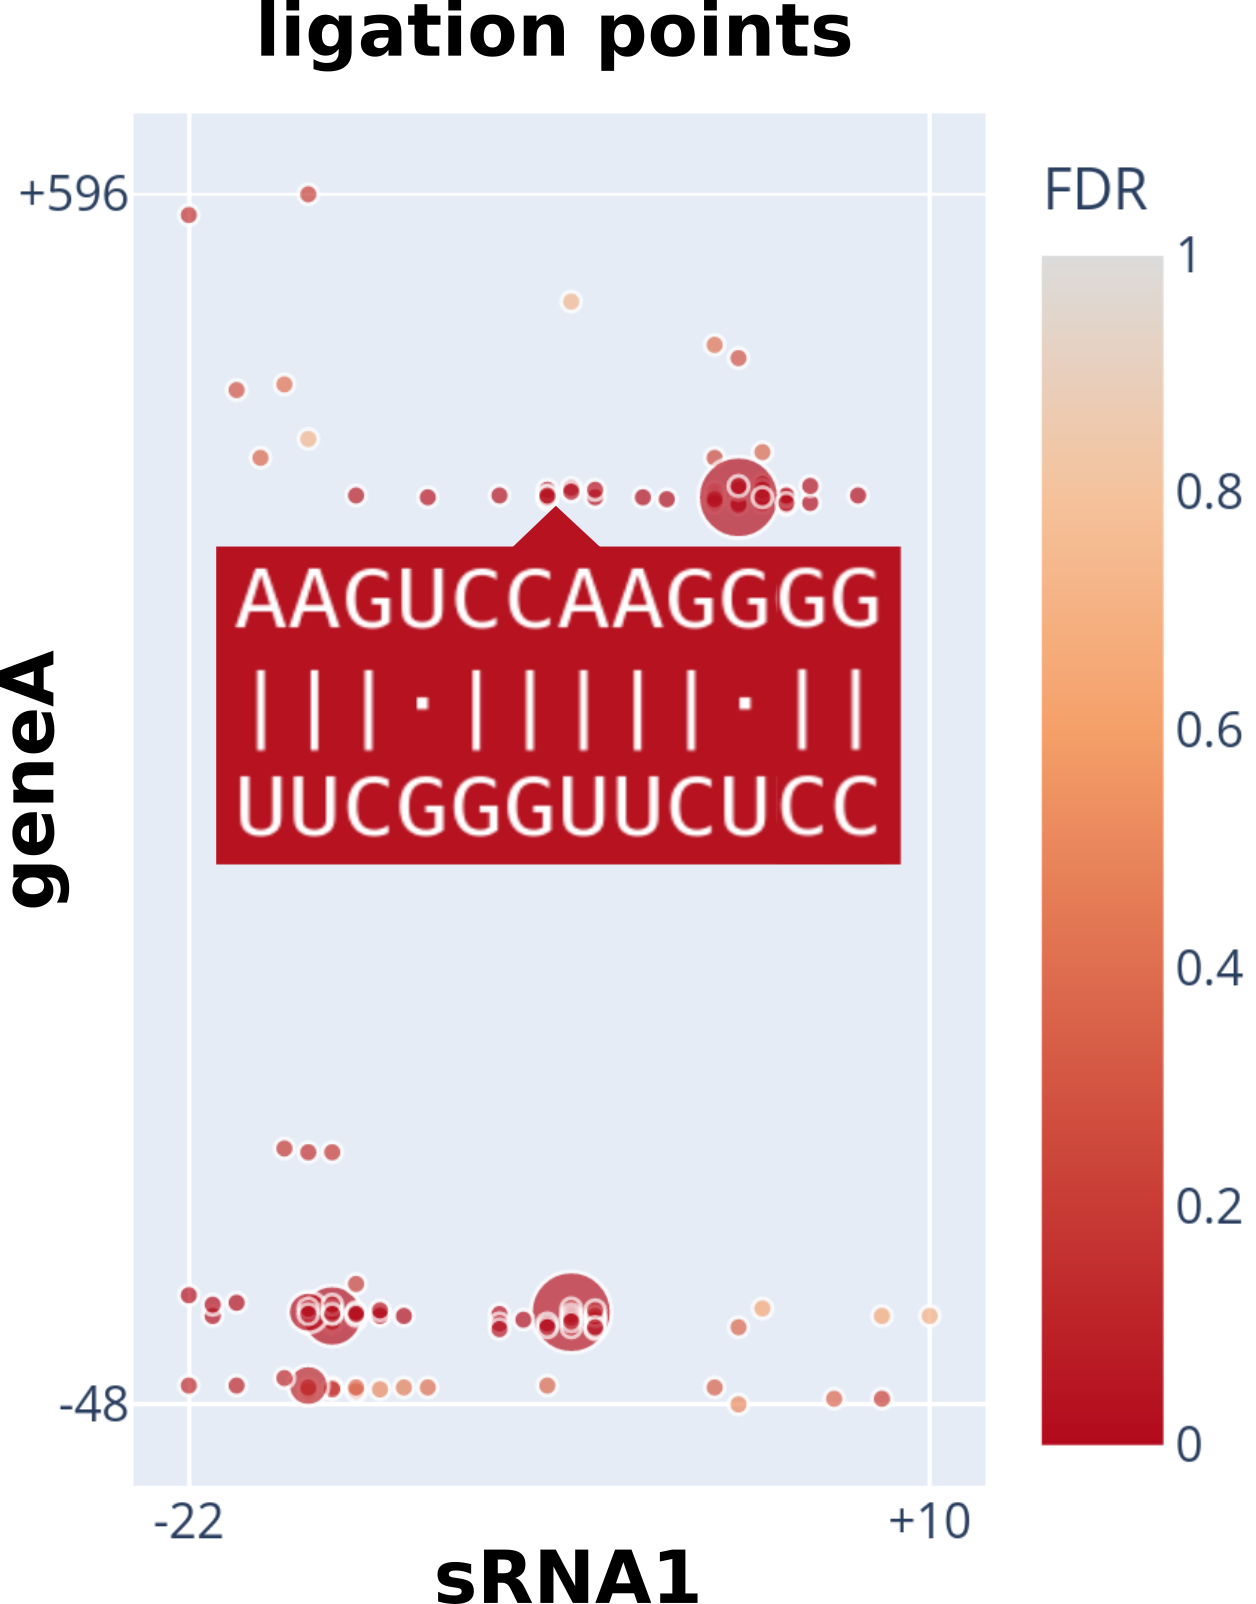 ligation points
+596
FDR
1
0.8
AAGUCCAAGGGG
|||·|||||·||
UUCGGGUUCUCC
geneA
0.6
0.4
0.2
-48
0
-22
+10
sRNA1